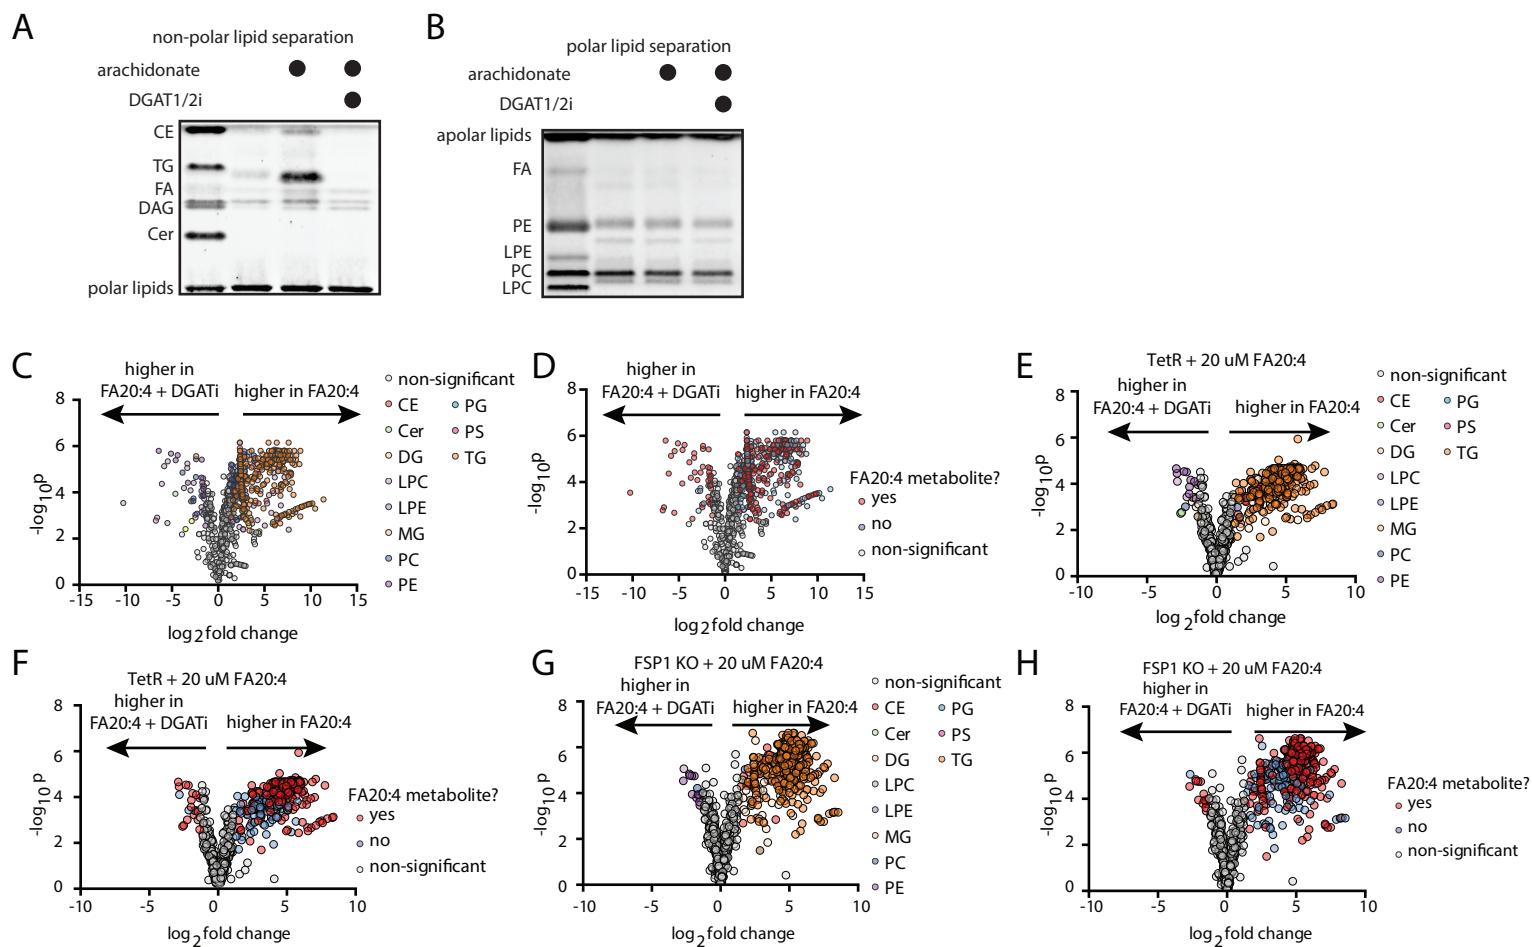 A
non-polar lipid separation
arachidonate
DGAT1/2i
CE
TG
FA
DAG
Cer
polar lipids
B
polar lipid separation
arachidonate
DGAT1/2i
apolar lipids
FA
PE
LPE
PC
LPC
C
higher in
FA20:4 + DGATi
higher in FA20:4
8
6
4
2
0
-log10p
-15 -10 -5 0 5 10 15
log2fold change
non-significant
CE PG
Cer PS
DG TG
LPC
LPE
MG
PC
PE
D
higher in
FA20:4 + DGATi
higher in FA20:4
8
6
4
2
0
-log10p
-15 -10 -5 0 5 10 15
log2fold change
FA20:4 metabolite?
yes
no
non-significant
E
TetR + 20 uM FA20:4
higher in
FA20:4 + DGATi
higher in FA20:4
8
6
4
2
0
-log10p
-10 -5 0 5 10
log2fold change
non-significant
CE PG
Cer PS
DG TG
LPC
LPE
MG
PC
PE
F
TetR + 20 uM FA20:4
higher in
FA20:4 + DGATi
higher in FA20:4
8
6
4
2
0
-log10p
-10 -5 0 5 10
log2fold change
FA20:4 metabolite?
yes
no
non-significant
G
FSP1 KO + 20 uM FA20:4
higher in
FA20:4 + DGATi
higher in FA20:4
8
6
4
2
0
-log10p
-10 -5 0 5 10
log2fold change
non-significant
CE PG
Cer PS
DG TG
LPC
LPE
MG
PC
PE
H
FSP1 KO + 20 uM FA20:4
higher in
FA20:4 + DGATi
higher in FA20:4
8
6
4
2
0
-log10p
-10 -5 0 5 10
log2fold change
FA20:4 metabolite?
yes
no
non-significant